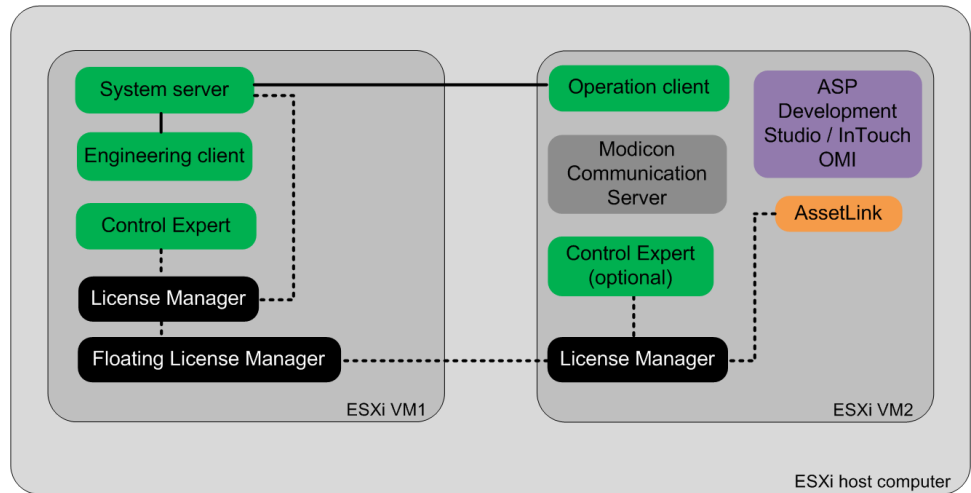 System server
Engineering client
Control Expert
License Manager
Floating License Manager
ESXi VM1
Operation client
Modicon
Communication
Server
Control Expert
(optional)
License Manager
ASP
Development
Studio / InTouch
OMI
AssetLink
ESXi VM2
ESXi host computer